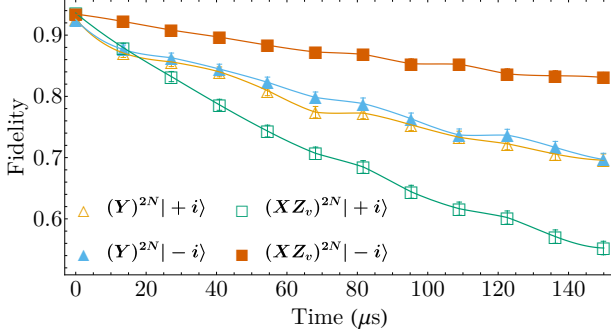 0.9
0.8
0.7
0.6
Fidelity
(Y)^{2N}|+i⟩ (XZ_v)^{2N}|+i⟩
(Y)^{2N}|−i⟩ (XZ_v)^{2N}|−i⟩
0 20 40 60 80 100 120 140
Time (μs)